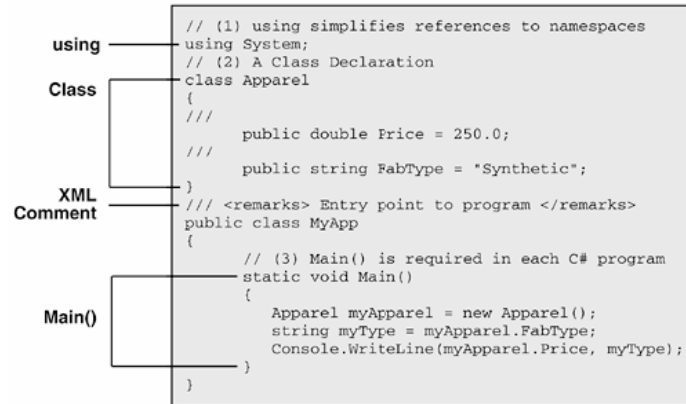 using
Class
XML
Comment
Main()
// (1) using simplifies references to namespaces
using System;
// (2) A Class Declaration
class Apparel
{
///
public double Price = 250.0;
///
public string FabType = "Synthetic";
}
/// <remarks> Entry point to program </remarks>
public class MyApp
{
// (3) Main() is required in each C# program
static void Main()
{
Apparel myApparel = new Apparel();
string myType = myApparel.FabType;
Console.WriteLine(myApparel.Price, myType);
}
}